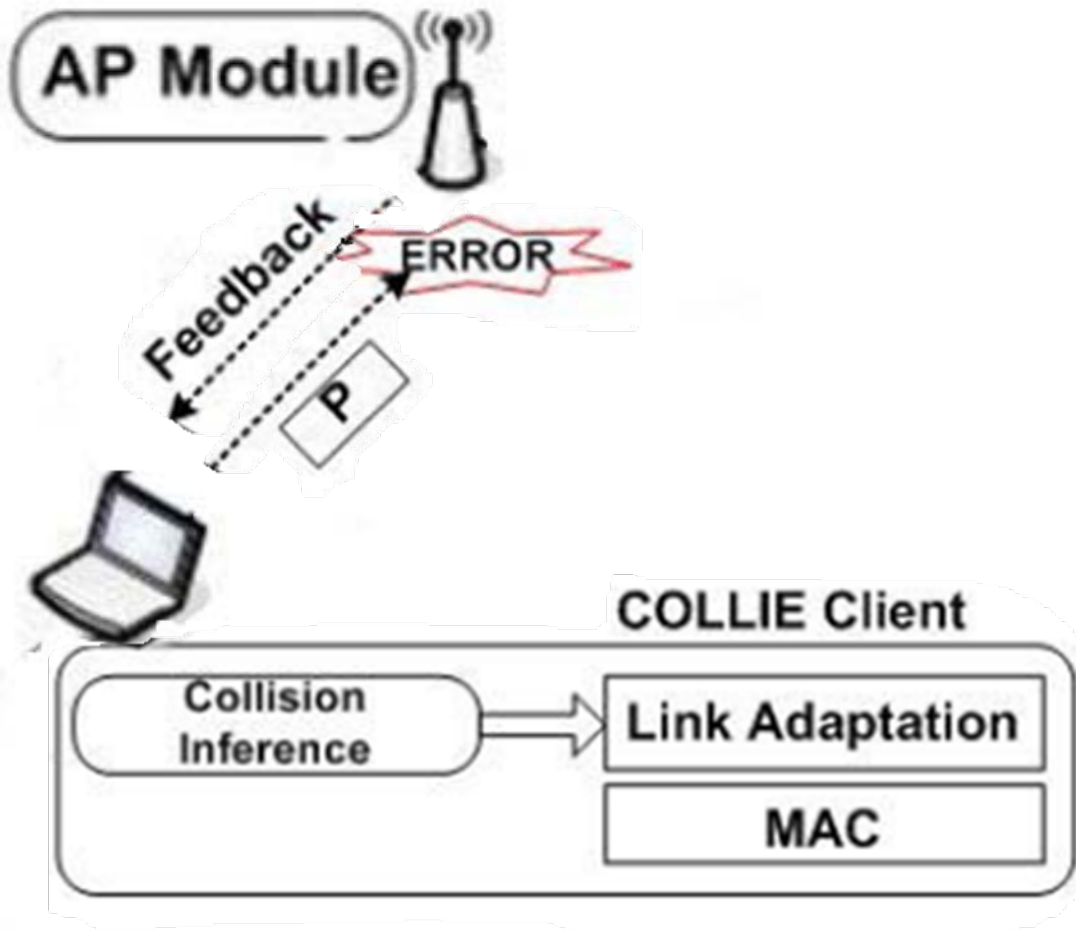 AP Module
ERROR
Feedback
P
COLLIE Client
Collision
Inference
Link Adaptation
MAC